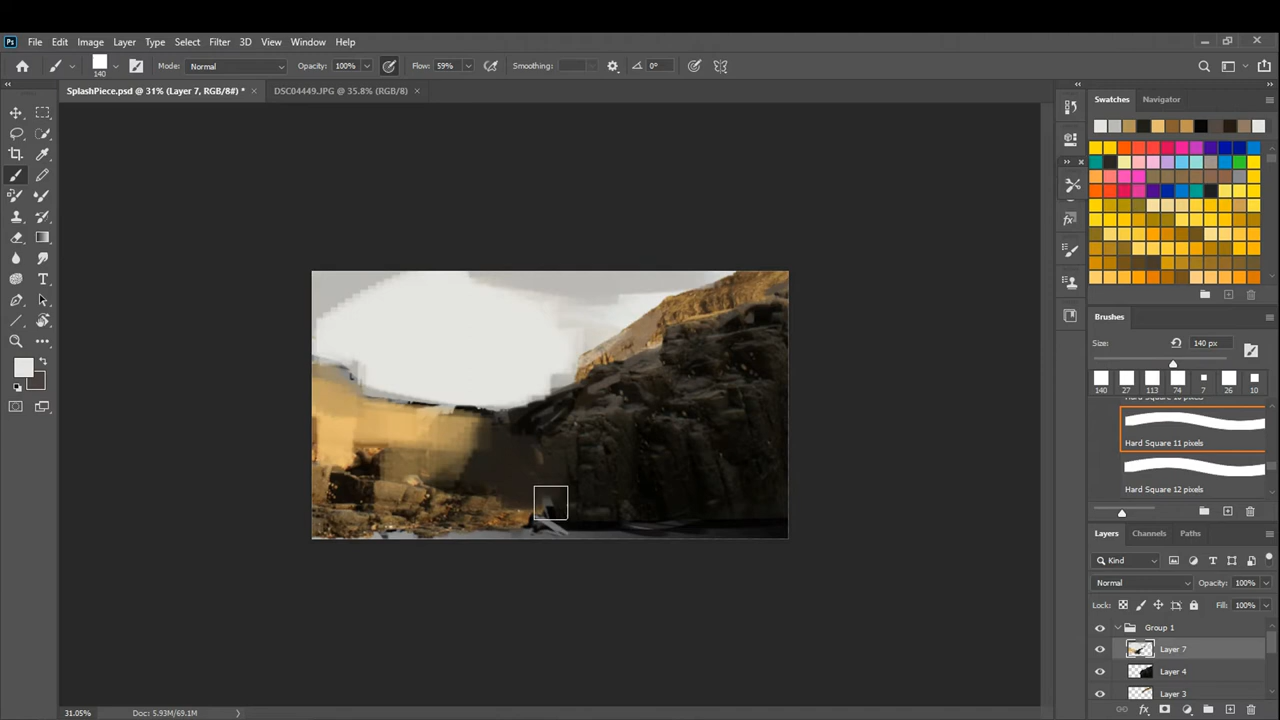 Ps File Edit Image Layer Type Select Filter 3D View Window Help
140 Mode: Normal Opacity: 100% Flow: 59% Smoothing: 0°
SplashPiece.psd @ 31% (Layer 7, RGB/8#) * × DSC04449.JPG @ 35.8% (RGB/8) ×
Swatches Navigator
Brushes
Size: 140 px
140 27 113 74 7 26 10
Hard Square 11 pixels
Hard Square 12 pixels
Layers Channels Paths
Kind
Normal Opacity: 100%
Lock: Fill: 100%
Group 1
Layer 7
Layer 4
Layer 3
31.05% Doc: 5.93M/69.1M